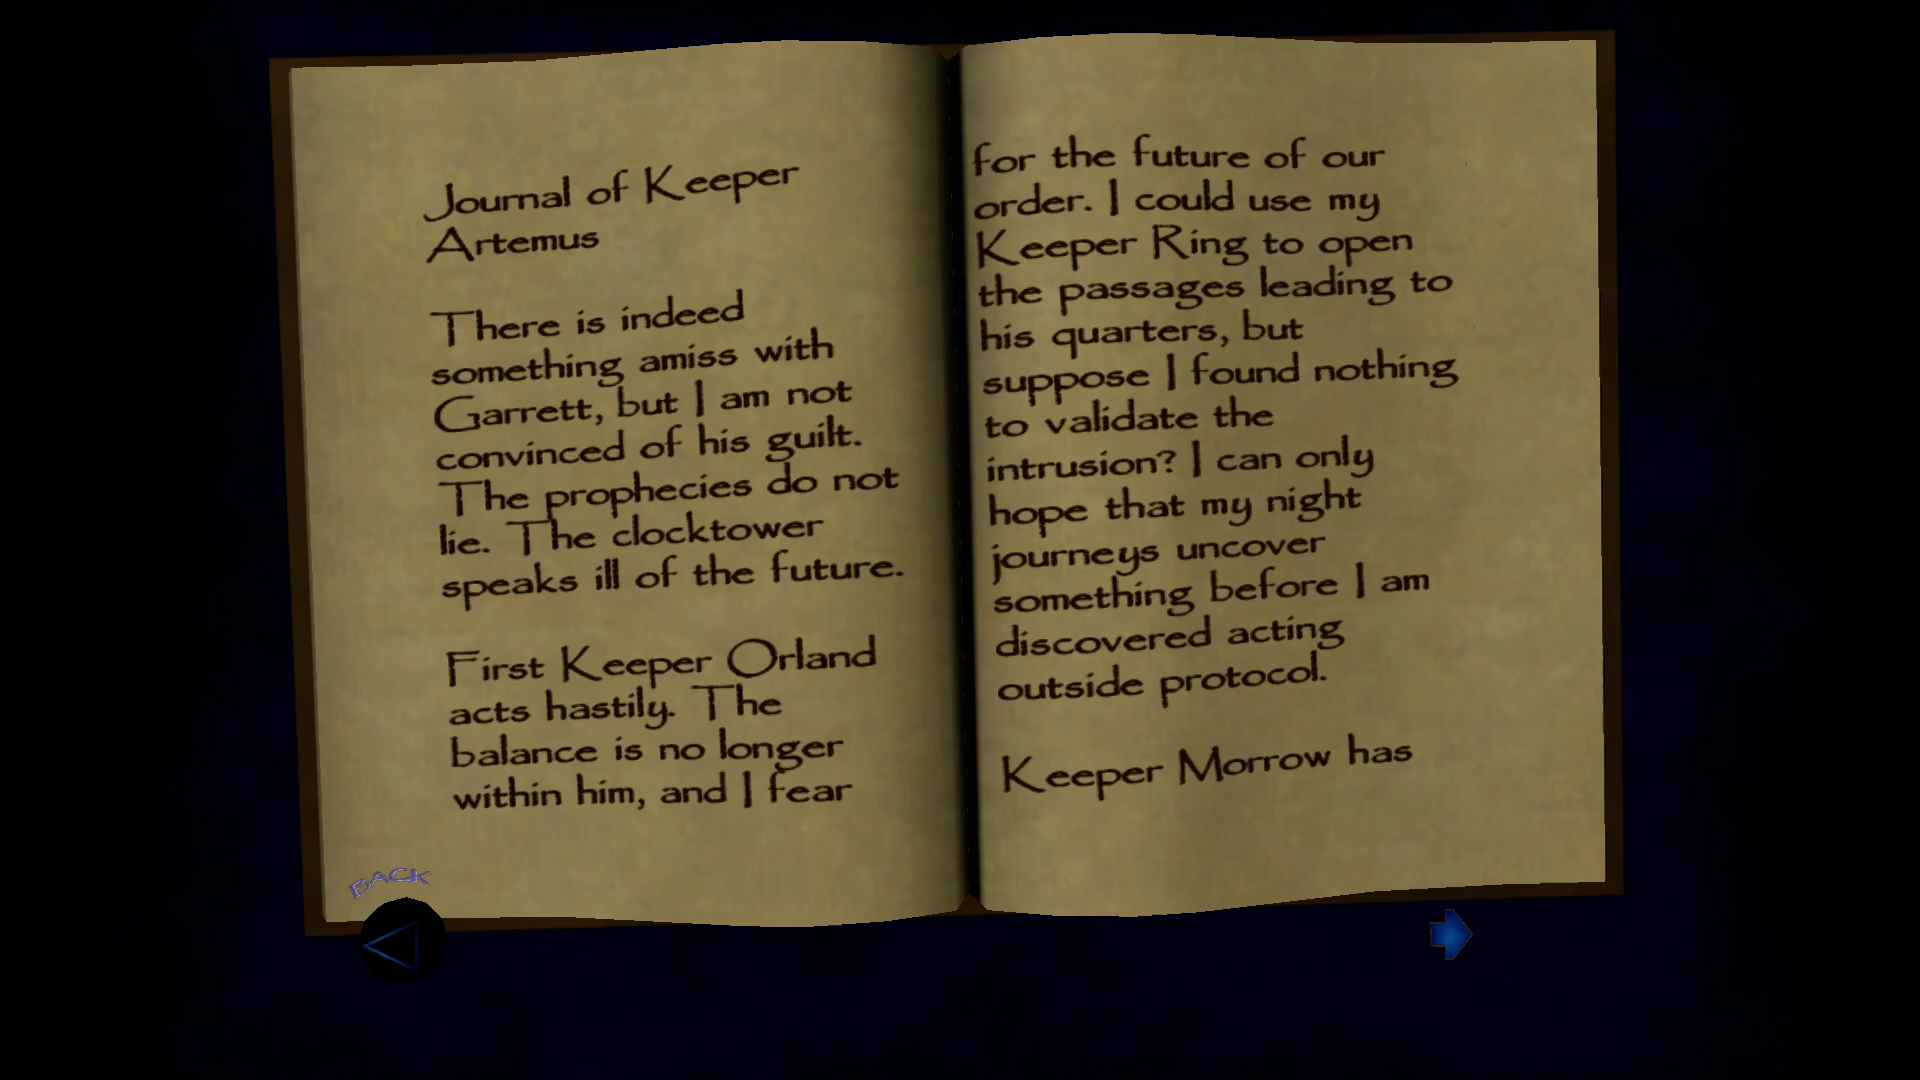 Journal of Keeper
Artemus
There is indeed
something amiss with
Garrett, but I am not
convinced of his guilt.
The prophecies do not
lie. The clocktower
speaks ill of the future.
First Keeper Orland
acts hastily. The
balance is no longer
within him, and I fear
for the future of our
order. I could use my
Keeper Ring to open
the passages leading to
his quarters, but
suppose I found nothing
to validate the
intrusion? I can only
hope that my night
journeys uncover
something before I am
discovered acting
outside protocol.
Keeper Morrow has
BACK